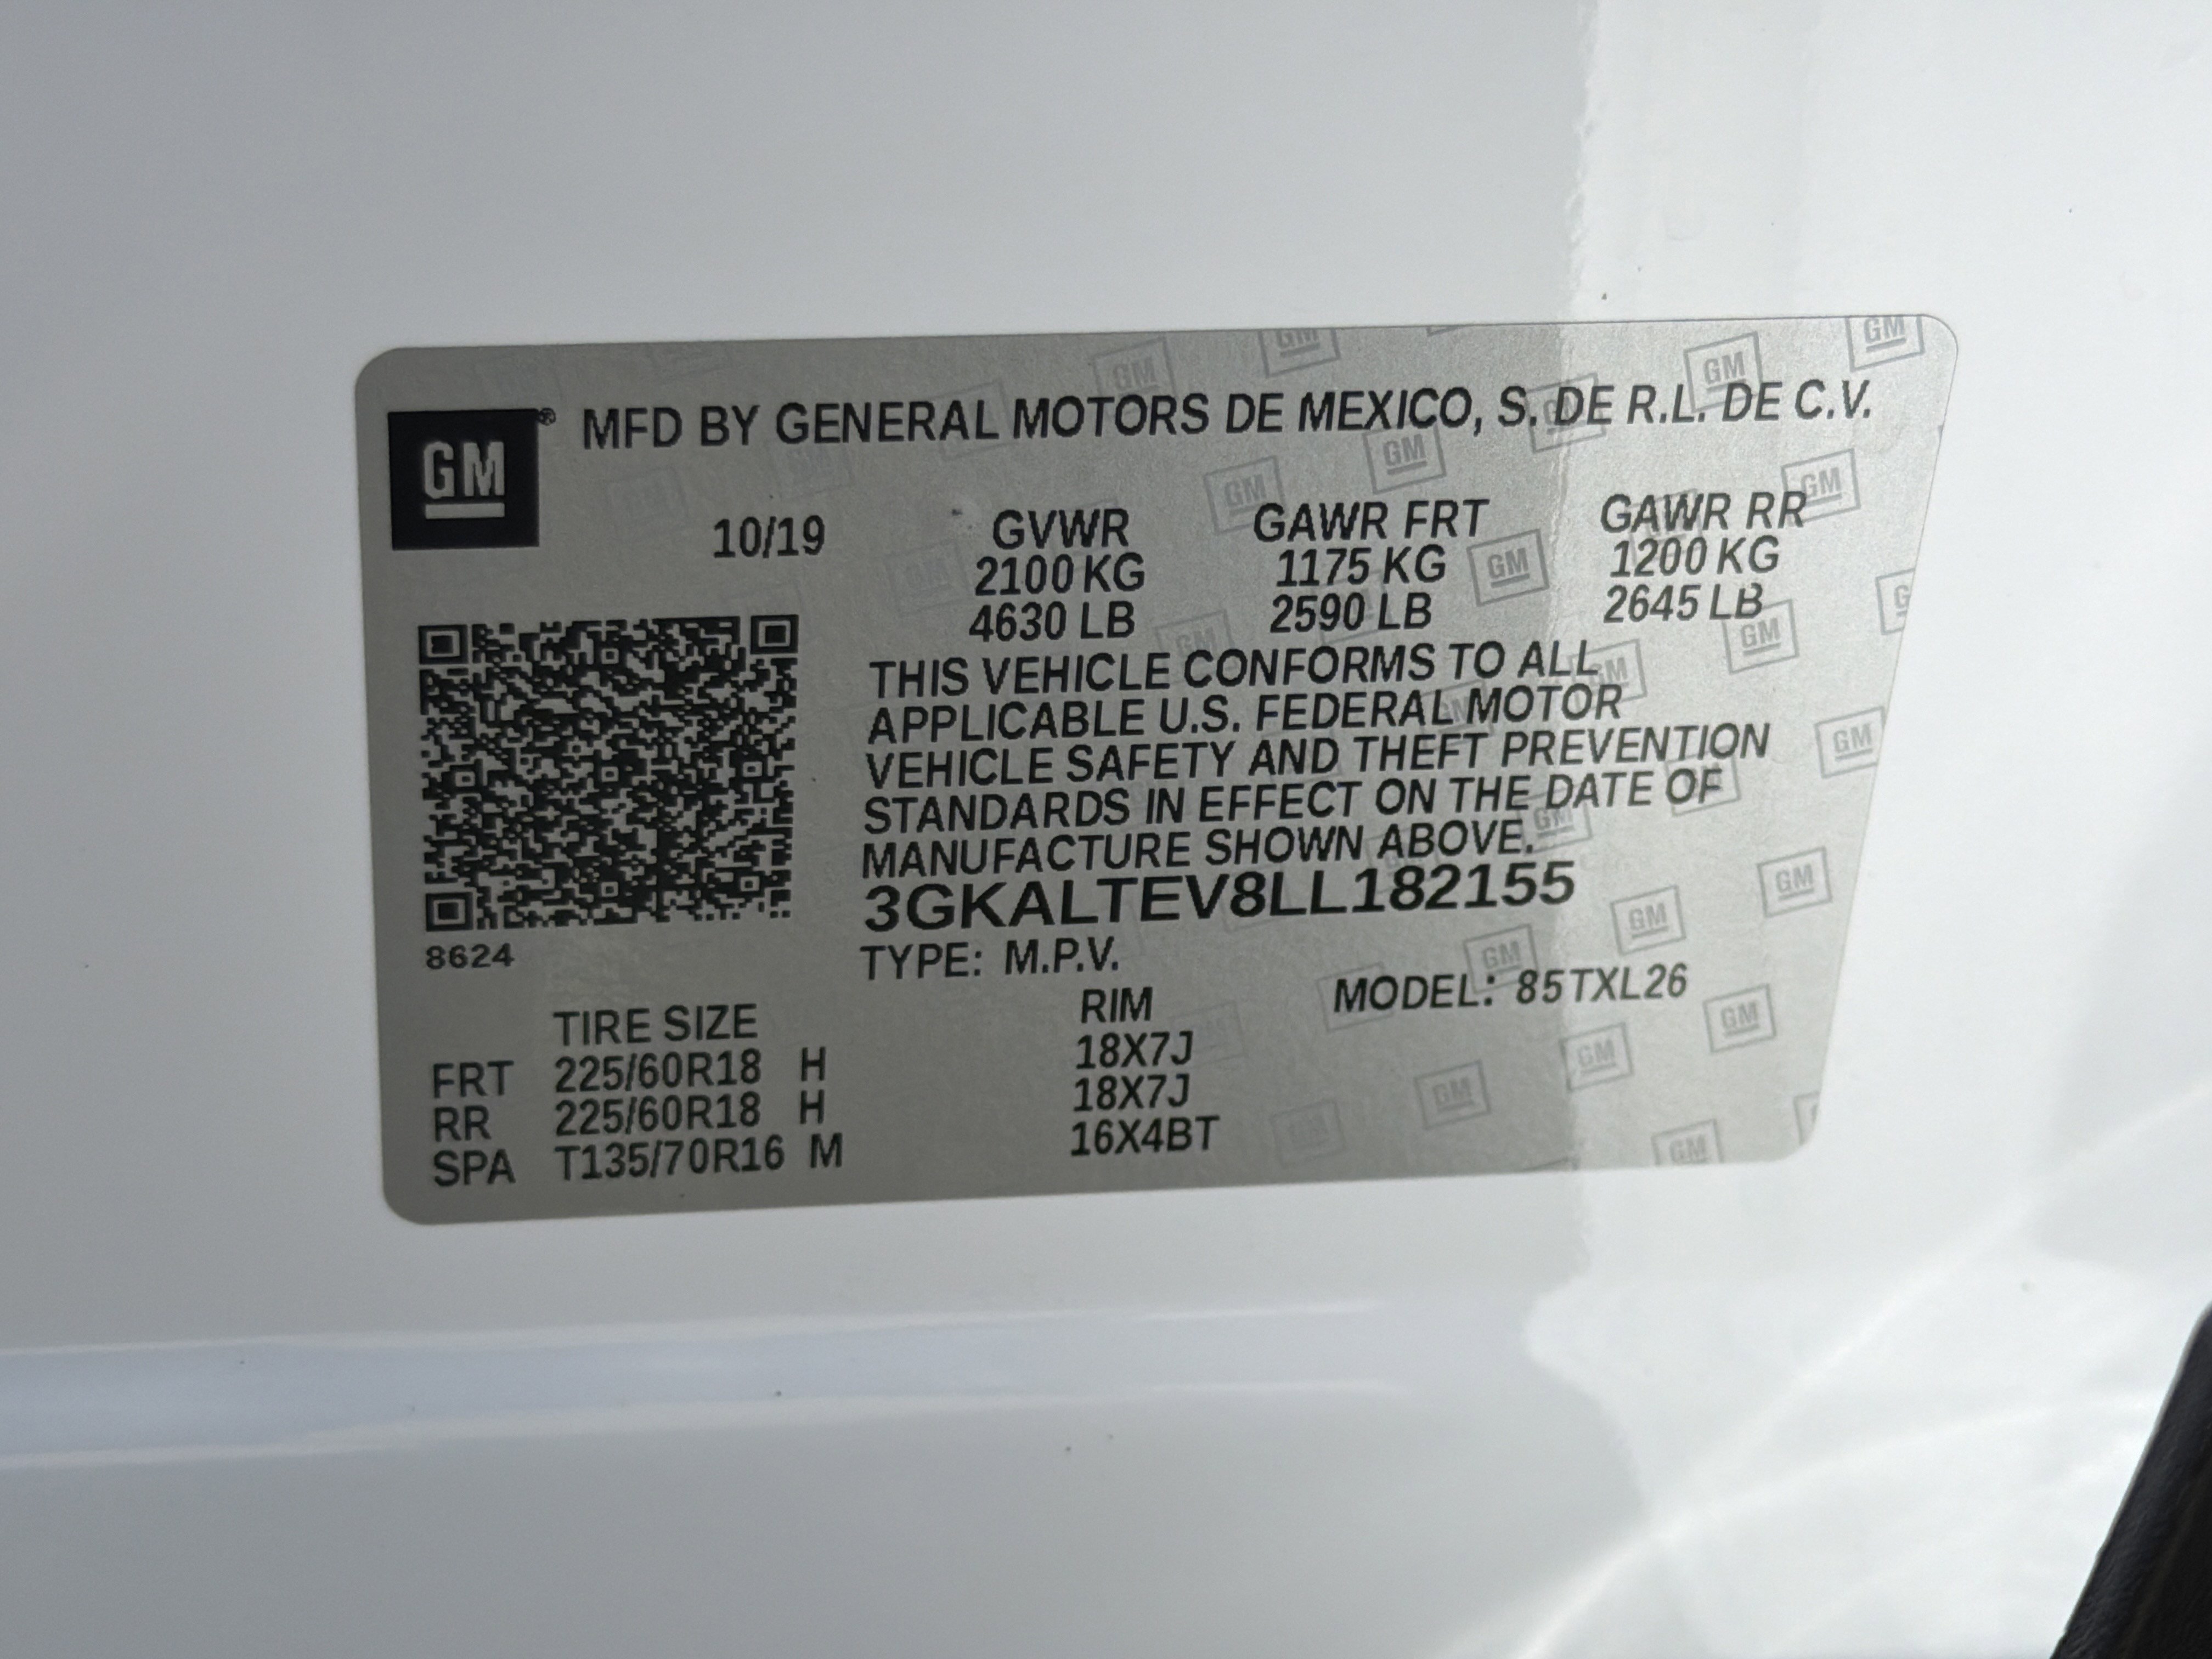 GM® MFD BY GENERAL MOTORS DE MEXICO, S. DE R.L. DE C.V.
10/19 GVWR GAWR FRT GAWR RR
2100 KG 1175 KG 1200 KG
4630 LB 2590 LB 2645 LB
THIS VEHICLE CONFORMS TO ALL
APPLICABLE U.S. FEDERAL MOTOR
VEHICLE SAFETY AND THEFT PREVENTION
STANDARDS IN EFFECT ON THE DATE OF
MANUFACTURE SHOWN ABOVE.
3GKALTEV8LL182155
8624
TYPE: M.P.V. MODEL: 85TXL26
TIRE SIZE RIM
FRT 225/60R18 H 18X7J
RR 225/60R18 H 18X7J
SPA T135/70R16 M 16X4BT